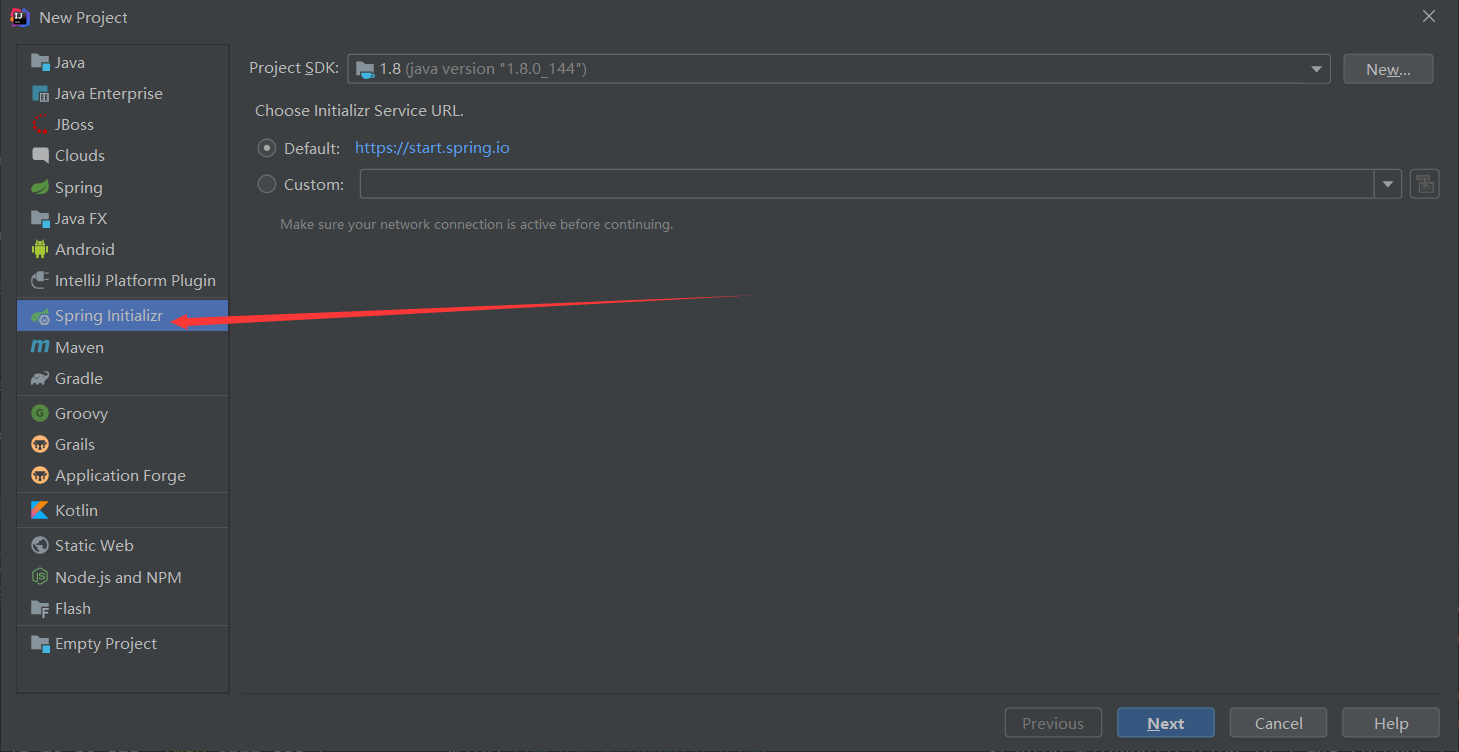 New Project
Java
Java Enterprise
JBoss
Clouds
Spring
Java FX
Android
IntelliJ Platform Plugin
Spring Initializr
Maven
Gradle
Groovy
Grails
Application Forge
Kotlin
Static Web
Node.js and NPM
Flash
Empty Project
Project SDK: 1.8 (java version "1.8.0_144") New...
Choose Initializr Service URL.
Default: https://start.spring.io
Custom:
Make sure your network connection is active before continuing.
Previous Next Cancel Help